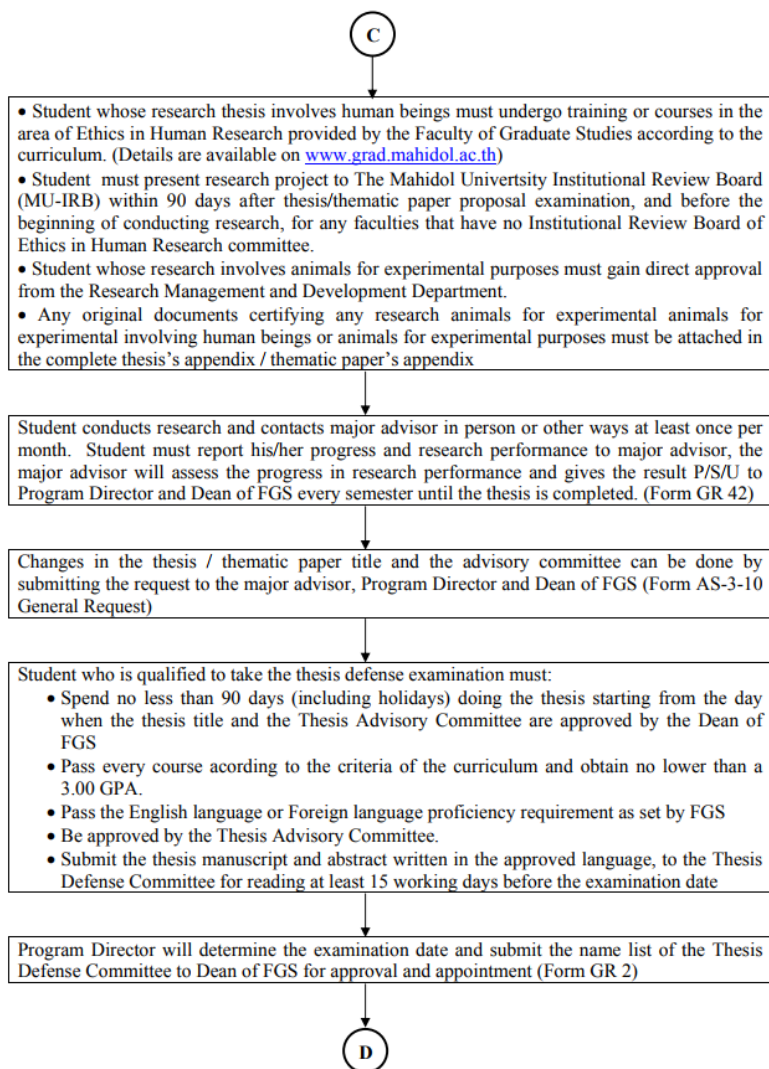 C
• Student whose research thesis involves human beings must undergo training or courses in the
area of Ethics in Human Research provided by the Faculty of Graduate Studies according to the
curriculum. (Details are available on www.grad.mahidol.ac.th)
• Student must present research project to The Mahidol Univertsity Institutional Review Board
(MU-IRB) within 90 days after thesis/thematic paper proposal examination, and before the
beginning of conducting research, for any faculties that have no Institutional Review Board of
Ethics in Human Research committee.
• Student whose research involves animals for experimental purposes must gain direct approval
from the Research Management and Development Department.
• Any original documents certifying any research animals for experimental animals for
experimental involving human beings or animals for experimental purposes must be attached in
the complete thesis’s appendix / thematic paper’s appendix
Student conducts research and contacts major advisor in person or other ways at least once per
month. Student must report his/her progress and research performance to major advisor, the
major advisor will assess the progress in research performance and gives the result P/S/U to
Program Director and Dean of FGS every semester until the thesis is completed. (Form GR 42)
Changes in the thesis / thematic paper title and the advisory committee can be done by
submitting the request to the major advisor, Program Director and Dean of FGS (Form AS-3-10
General Request)
Student who is qualified to take the thesis defense examination must:
• Spend no less than 90 days (including holidays) doing the thesis starting from the day
when the thesis title and the Thesis Advisory Committee are approved by the Dean of
FGS
• Pass every course acording to the criteria of the curriculum and obtain no lower than a
3.00 GPA.
• Pass the English language or Foreign language proficiency requirement as set by FGS
• Be approved by the Thesis Advisory Committee.
• Submit the thesis manuscript and abstract written in the approved language, to the Thesis
Defense Committee for reading at least 15 working days before the examination date
Program Director will determine the examination date and submit the name list of the Thesis
Defense Committee to Dean of FGS for approval and appointment (Form GR 2)
D